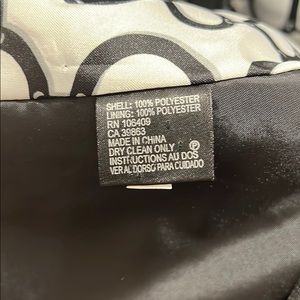 SHELL: 100% POLYESTER
LINING: 100% POLYESTER
RN 106409
CA 39863
MADE IN CHINA
DRY CLEAN ONLY P
INSTRUCTIONS AU DOS
VER AL DORSO PARA CUIDADO